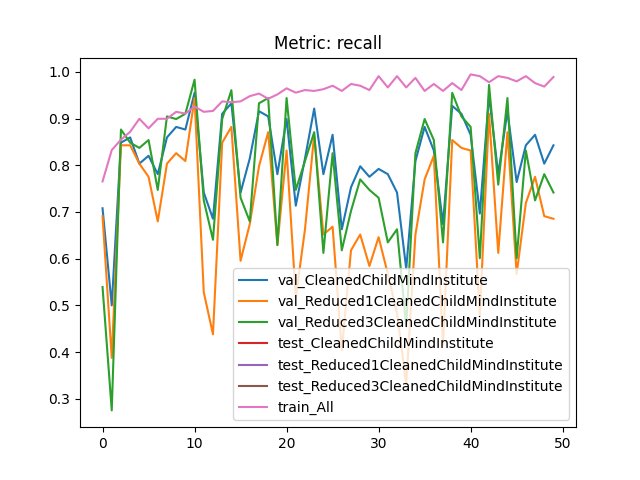 Metric: recall
1.0
0.9
0.8
0.7
0.6
0.5
0.4
0.3
val_CleanedChildMindInstitute
val_Reduced1CleanedChildMindInstitute
val_Reduced3CleanedChildMindInstitute
test_CleanedChildMindInstitute
test_Reduced1CleanedChildMindInstitute
test_Reduced3CleanedChildMindInstitute
train_All
0 10 20 30 40 50